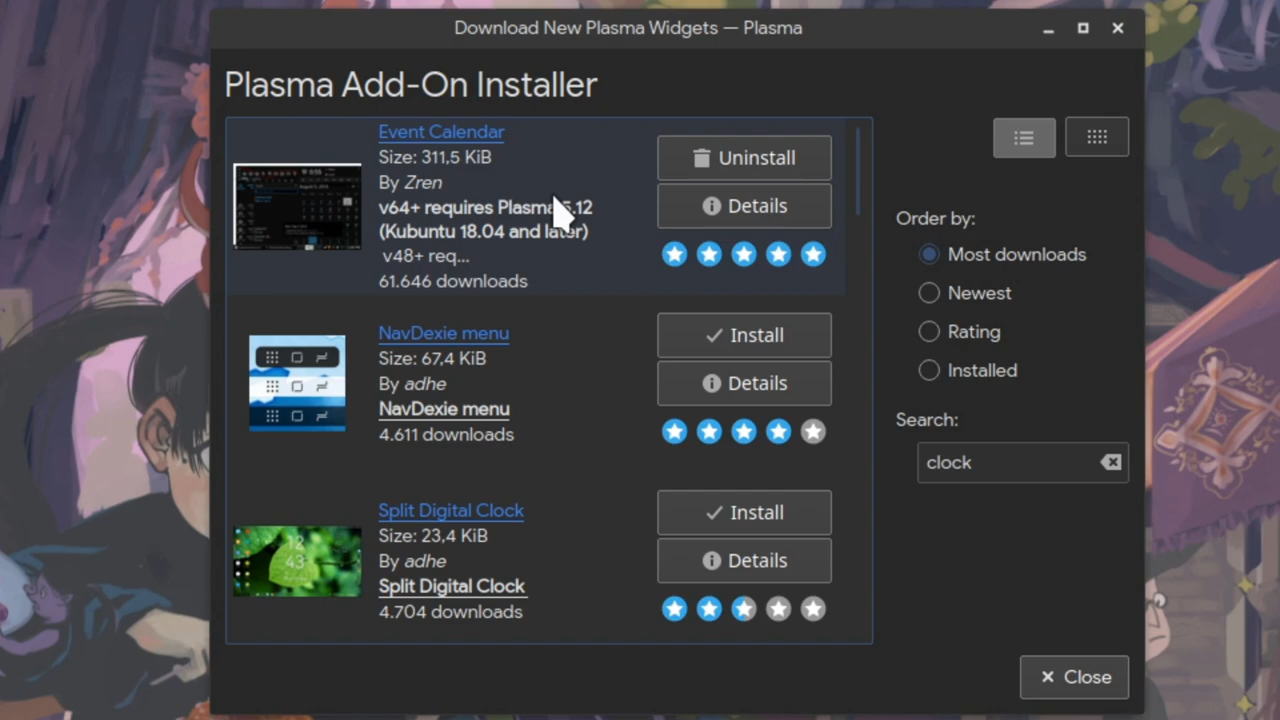 Download New Plasma Widgets — Plasma
Plasma Add-On Installer
Event Calendar
Size: 311,5 KiB
By Zren
v64+ requires Plasma 5.12
(Kubuntu 18.04 and later)
v48+ req...
61.646 downloads
Uninstall
Details
NavDexie menu
Size: 67,4 KiB
By adhe
NavDexie menu
4.611 downloads
Install
Details
Split Digital Clock
Size: 23,4 KiB
By adhe
Split Digital Clock
4.704 downloads
Install
Details
Order by:
Most downloads
Newest
Rating
Installed
Search:
clock
Close